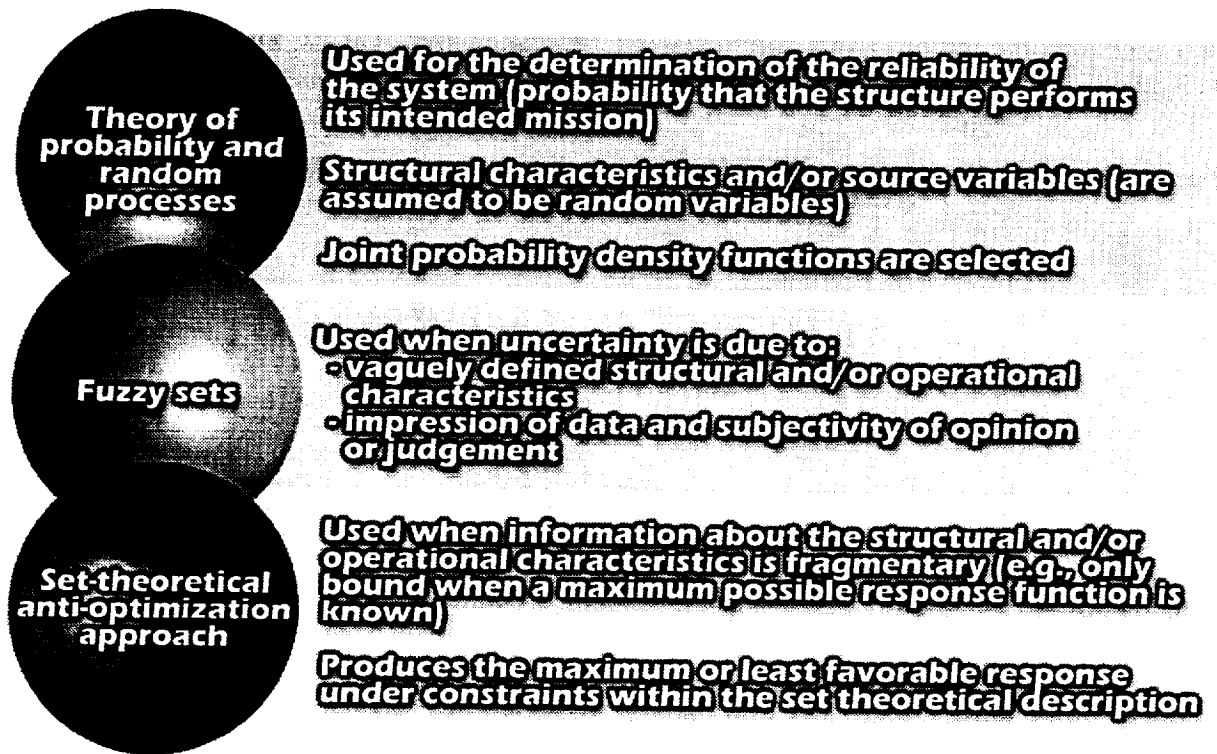 Theory of
probability and
random
processes
Used for the determination of the reliability of
the system (probability that the structure performs
its intended mission)
Structural characteristics and/or source variables (are
assumed to be random variables)
Joint probability density functions are selected
Fuzzy sets
Used when uncertainty is due to:
- vaguely defined structural and/or operational
characteristics
- impression of data and subjectivity of opinion
or judgement
Set-theoretical
anti-optimization
approach
Used when information about the structural and/or
operational characteristics is fragmentary (e.g., only
bound when a maximum possible response function is
known)
Produces the maximum or least favorable response
under constraints within the set theoretical description